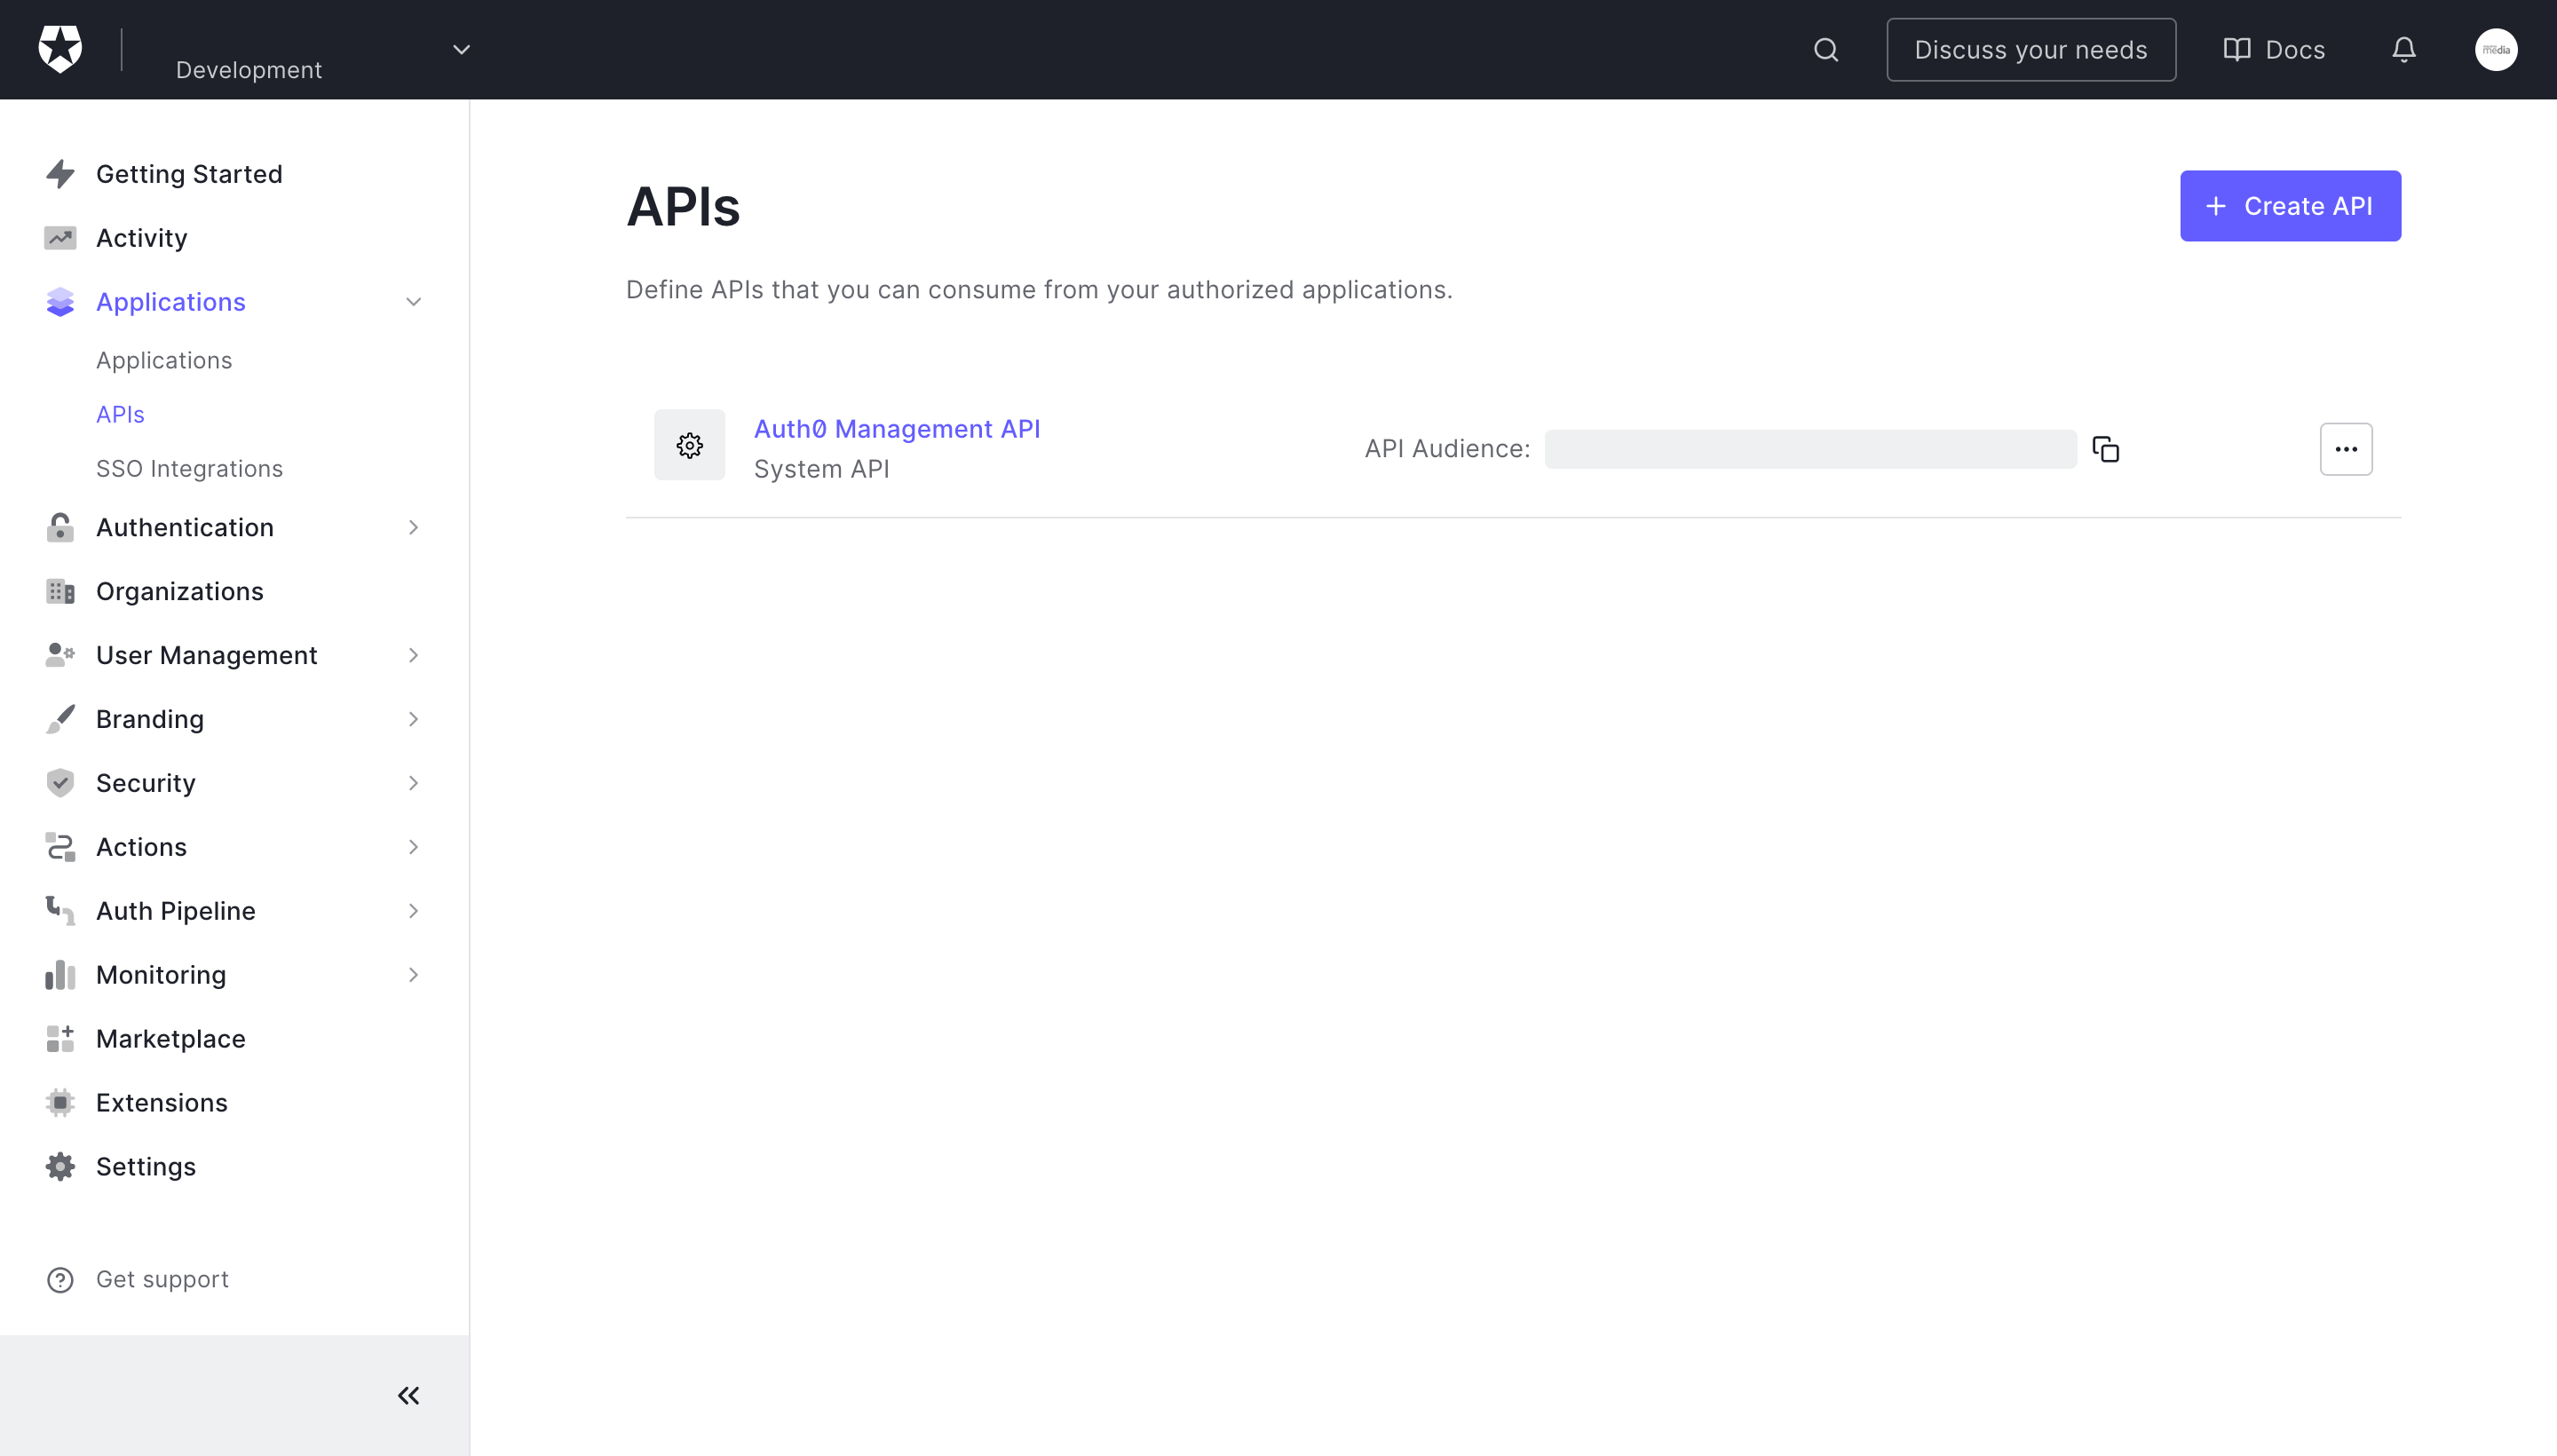 Development
Discuss your needs
Docs
média
Getting Started
Activity
Applications
Applications
APIs
SSO Integrations
Authentication
Organizations
User Management
Branding
Security
Actions
Auth Pipeline
Monitoring
Marketplace
Extensions
Settings
Get support
APIs
+ Create API
Define APIs that you can consume from your authorized applications.
Auth0 Management API
System API
API Audience: